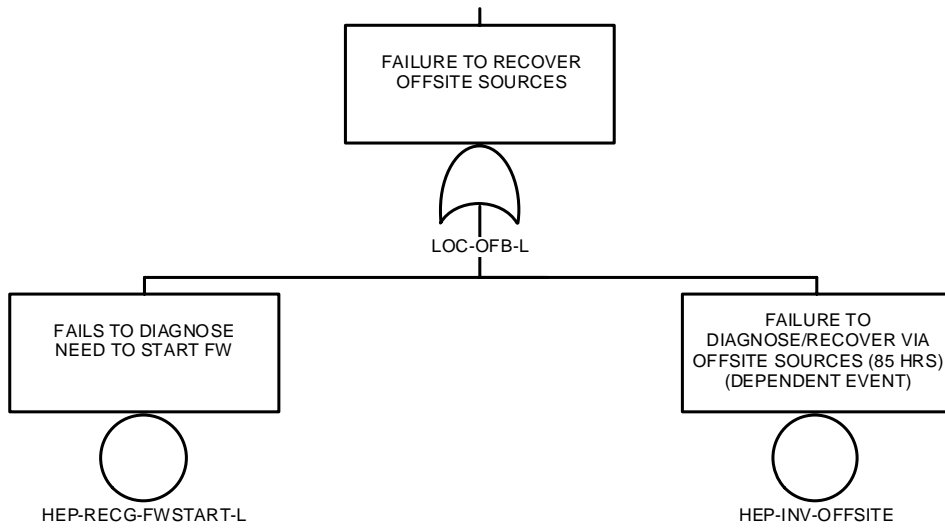 FAILURE TO RECOVER
OFFSITE SOURCES
LOC-OFB-L
FAILS TO DIAGNOSE
NEED TO START FW
HEP-RECG-FWSTART-L
FAILURE TO
DIAGNOSE/RECOVER VIA
OFFSITE SOURCES (85 HRS)
(DEPENDENT EVENT)
HEP-INV-OFFSITE